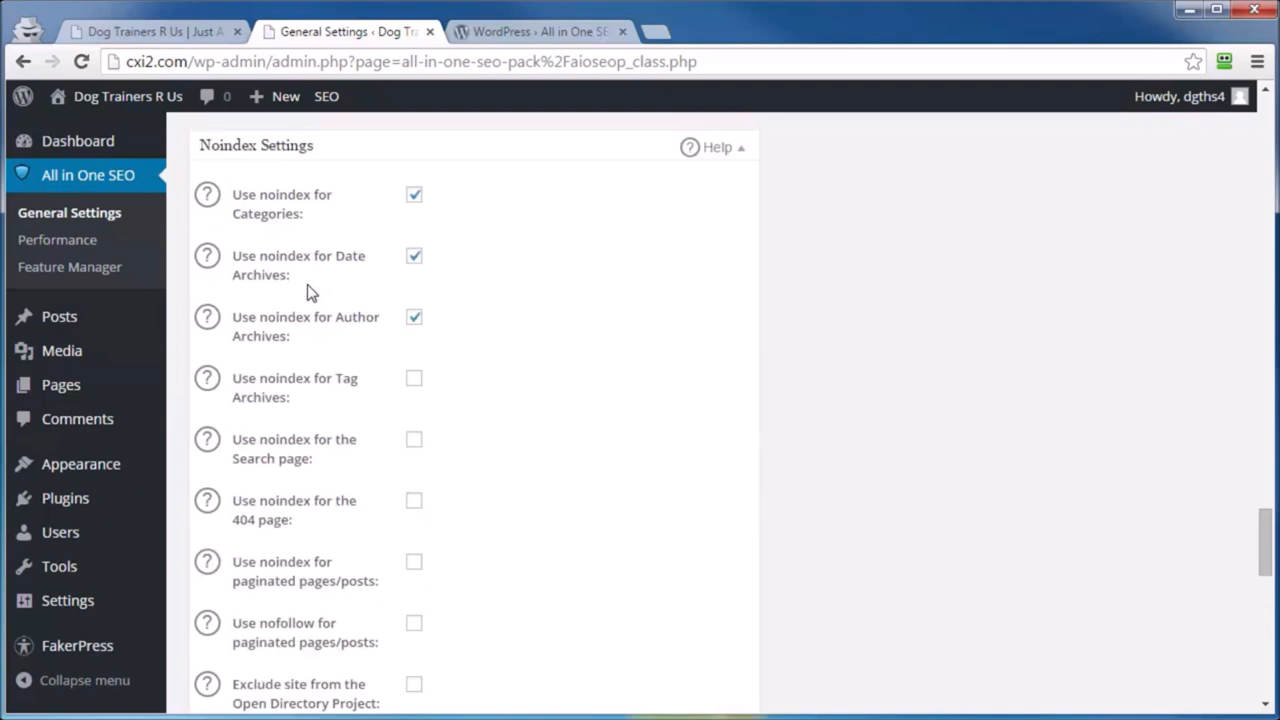 Dog Trainers R Us | Just A
General Settings ‹ Dog Tra
WordPress › All in One SE
cxi2.com/wp-admin/admin.php?page=all-in-one-seo-pack%2Faioseop_class.php
Dog Trainers R Us 0 New SEO Howdy, dgths4
Dashboard
All in One SEO
General Settings
Performance
Feature Manager
Posts
Media
Pages
Comments
Appearance
Plugins
Users
Tools
Settings
FakerPress
Collapse menu
Noindex Settings
Help
Use noindex for
Categories:
Use noindex for Date
Archives:
Use noindex for Author
Archives:
Use noindex for Tag
Archives:
Use noindex for the
Search page:
Use noindex for the
404 page:
Use noindex for
paginated pages/posts:
Use nofollow for
paginated pages/posts:
Exclude site from the
Open Directory Project: